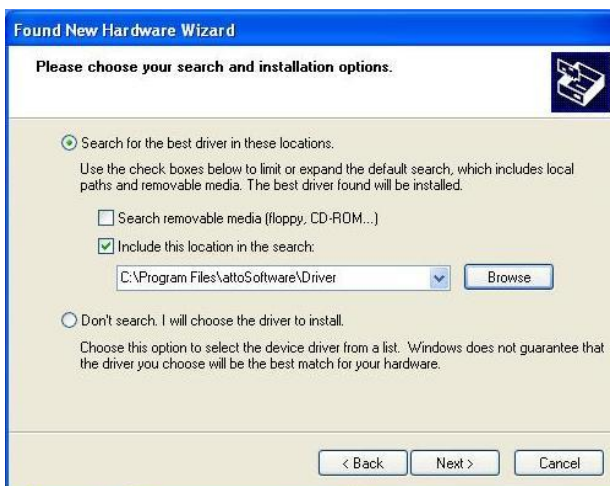 Found New Hardware Wizard
Please choose your search and installation options.
Search for the best driver in these locations.
Use the check boxes below to limit or expand the default search, which includes local
paths and removable media. The best driver found will be installed.
Search removable media (floppy, CD-ROM...)
Include this location in the search:
C:\Program Files\attoSoftware\Driver
Browse
Don't search. I will choose the driver to install.
Choose this option to select the device driver from a list. Windows does not guarantee that
the driver you choose will be the best match for your hardware.
< Back Next > Cancel